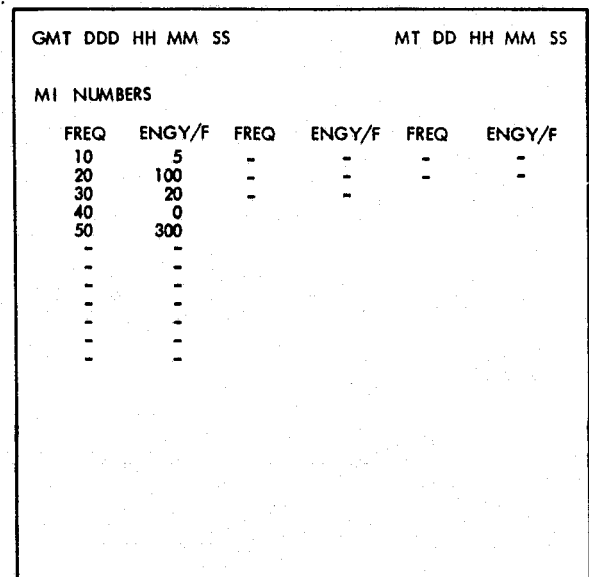 GMT DDD HH MM SS MT DD HH MM SS
MI NUMBERS
FREQ ENGY/F FREQ ENGY/F FREQ ENGY/F
10 5 - - - -
20 100 - - - -
30 20 - -
40 0
50 300
- -
- -
- -
- -
- -
- -
- -